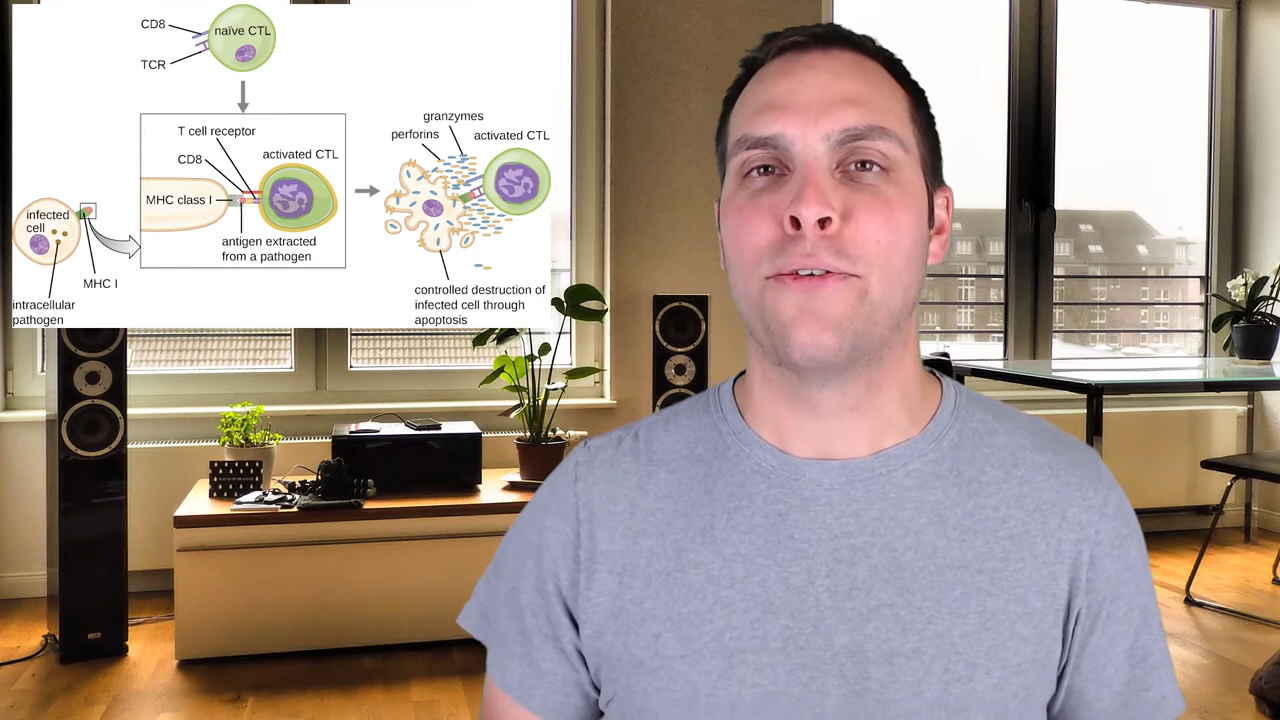 CD8
naïve CTL
TCR
T cell receptor
CD8
activated CTL
MHC class I
antigen extracted
from a pathogen
infected
cell
MHC I
intracellular
pathogen
granzymes
perforins
activated CTL
controlled destruction of
infected cell through
apoptosis
HECO